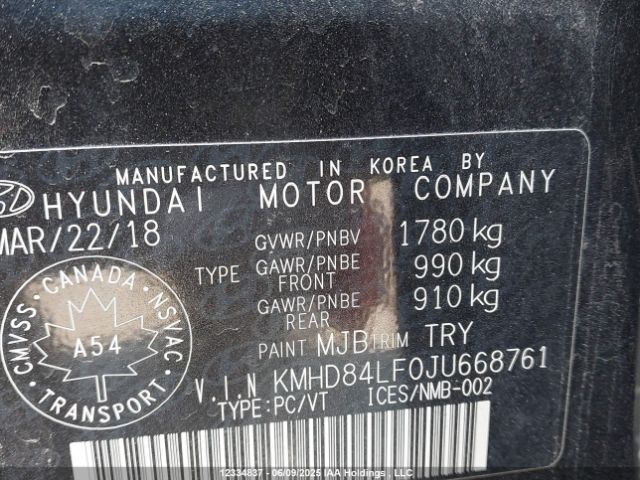 MANUFACTURED IN KOREA BY
HYUNDAI MOTOR COMPANY
MAR/22/18
GVWR/PNBV 1780 kg
TYPE GAWR/PNBE FRONT 990 kg
GAWR/PNBE REAR 910 kg
PAINT MJB TRIM TRY
V.I.N KMHD84LF0JU668761
TYPE:PC/VT ICES/NMB-002
CMVSS. CANADA NSVAC
A54
TRANSPORT
12334837 - 06/09/2025 IAA Holdings , LLC